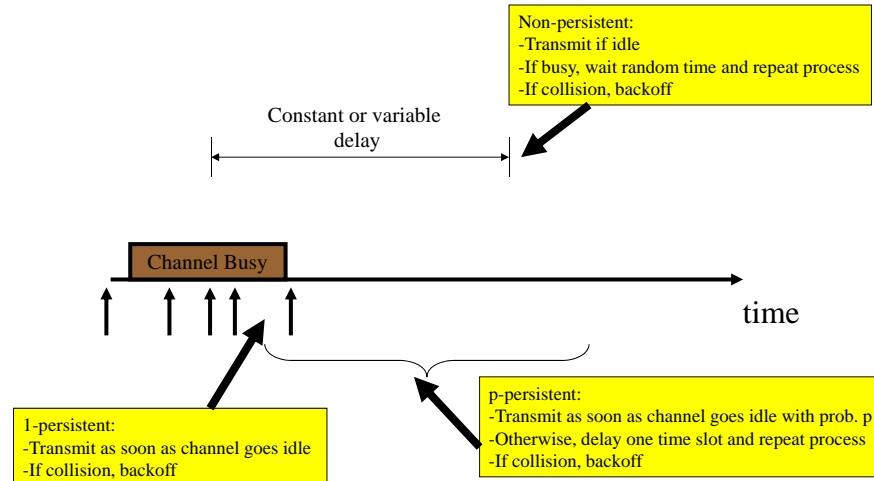 Non-persistent:
-Transmit if idle
-If busy, wait random time and repeat process
-If collision, backoff
Constant or variable
delay
Channel Busy
time
1-persistent:
-Transmit as soon as channel goes idle
-If collision, backoff
p-persistent:
-Transmit as soon as channel goes idle with prob. p
-Otherwise, delay one time slot and repeat process
-If collision, backoff